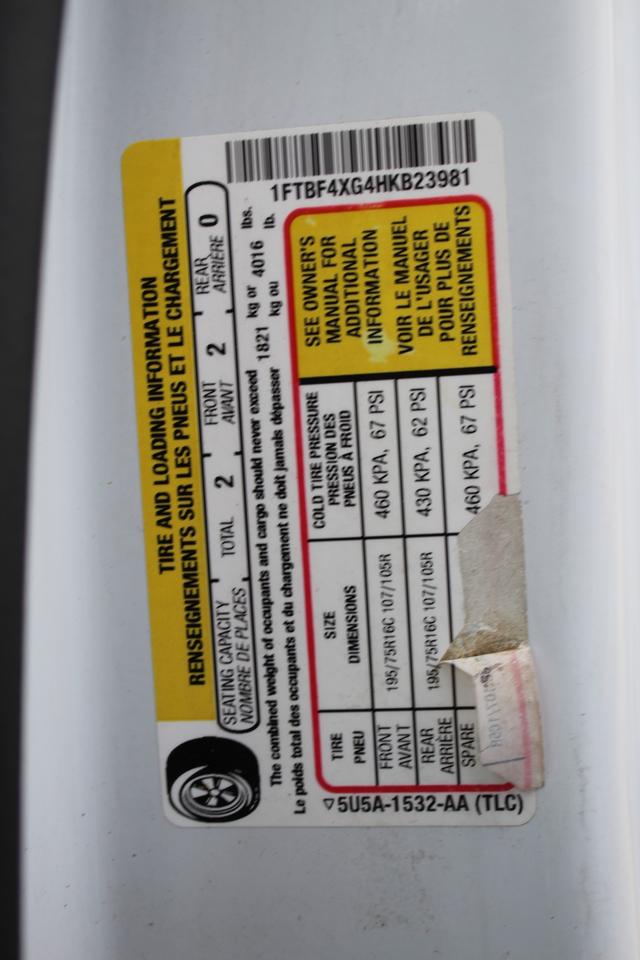 TIRE AND LOADING INFORMATION
RENSEIGNEMENTS SUR LES PNEUS ET LE CHARGEMENT
SEATING CAPACITY TOTAL 2 FRONT 2 REAR 0
NOMBRE DE PLACES AVANT ARRIÈRE
The combined weight of occupants and cargo should never exceed 1821 kg or 4016 lbs.
Le poids total des occupants et du chargement ne doit jamais dépasser kg ou lb.
TIRE SIZE COLD TIRE PRESSURE
PNEU DIMENSIONS PRESSION DES
PNEUS À FROID
FRONT 195/75R16C 107/105R 460 KPA, 67 PSI
AVANT
REAR 195/75R16C 107/105R 430 KPA, 62 PSI
ARRIÈRE
SPARE 460 KPA, 67 PSI
SEE OWNER'S
MANUAL FOR
ADDITIONAL
INFORMATION
VOIR LE MANUEL
DE L'USAGER
POUR PLUS DE
RENSEIGNEMENTS
5U5A-1532-AA (TLC)
1FTBF4XG4HKB23981